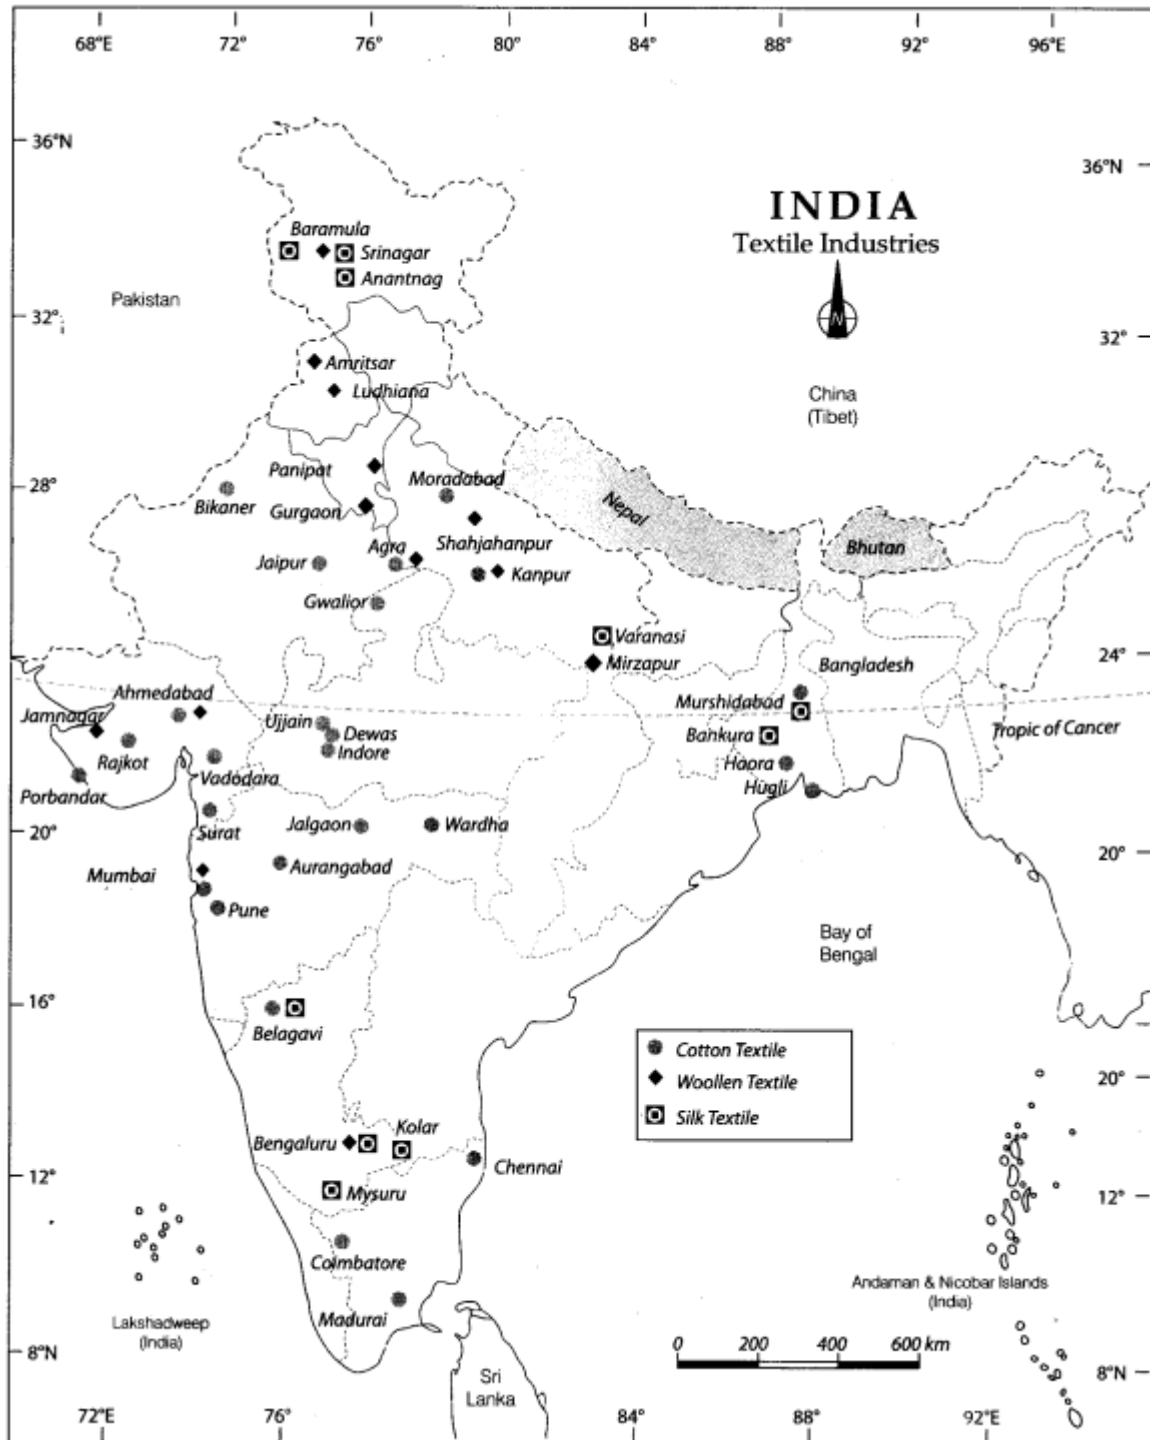 68°E 72° 76° 80° 84° 88° 92° 96°E
36°N
36°N
INDIA
Textile Industries
Baramula
Srinagar
Anantnag
N
Pakistan
32°
32°
Amritsar
Ludhiana
China
(Tibet)
Panipat
Moradabad
28°
Bikaner
Gurgaon
Nepal
Agra
Shahjahanpur
Bhutan
Jaipur
Kanpur
Gwalior
Varanasi
24°
Mirzapur
Bangladesh
Ahmedabad
Murshidabad
Jamnagar
Ujjain
Dewas
Bahkura
Tropic of Cancer
Indore
Rajkot
Haora
Vadodara
Hugli
Porbandar
20°
Surat
Jalgaon
Wardha
20°
Aurangabad
Mumbai
Pune
Bay of
Bengal
16°
Belagavi
Cotton Textile
Woollen Textile
Silk Textile
20°
Kolar
Bengaluru
Chennai
12°
Mysuru
12°
Coimbatore
Andaman & Nicobar Islands
(India)
Madurai
Lakshadweep
(India)
0 200 400 600 km
8°N
Sri
Lanka
8°N
72°E 76° 84° 88° 92°E